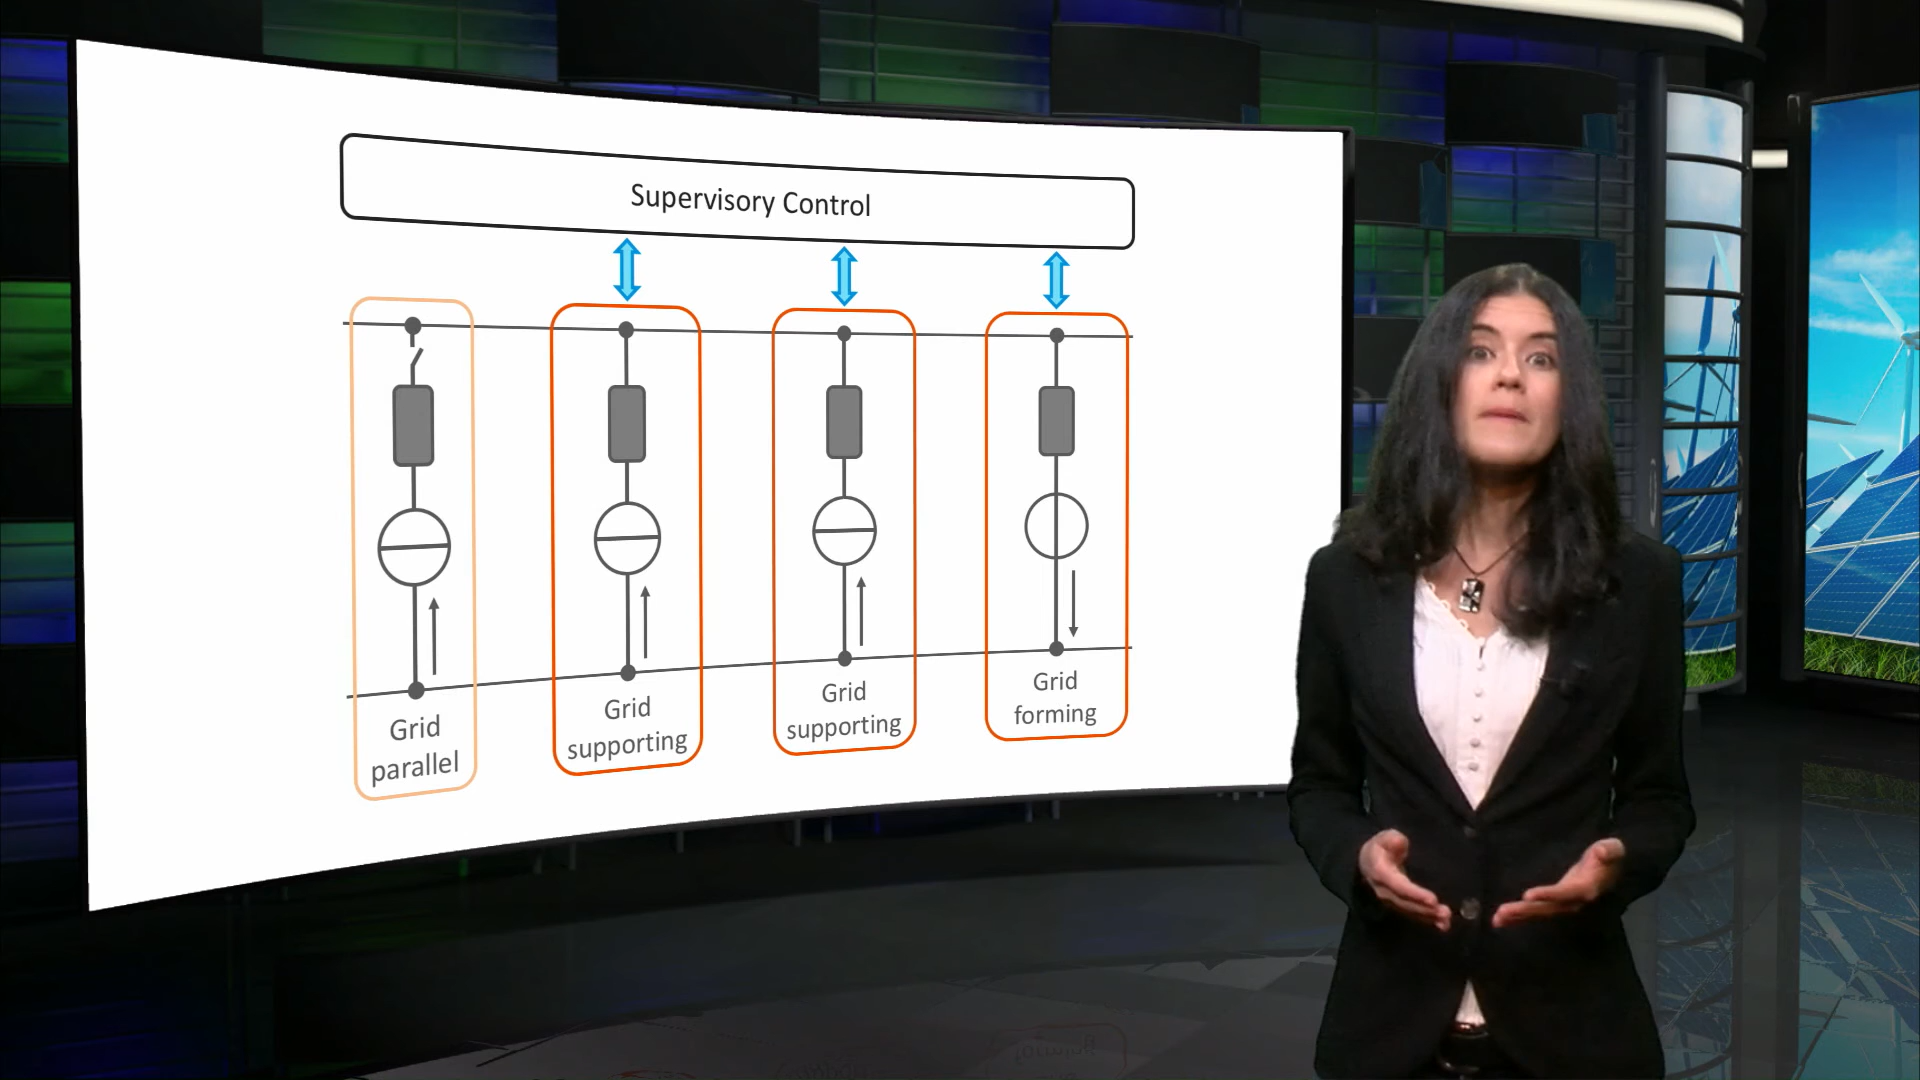 Supervisory Control
Grid
parallel
Grid
supporting
Grid
supporting
Grid
forming